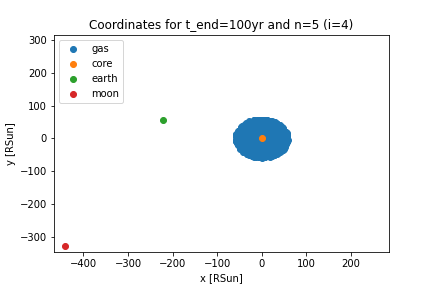 Coordinates for t_end=100yr and n=5 (i=4)
300
200
100
0
−100
−200
−300
y [RSun]
gas
core
earth
moon
−400 −300 −200 −100 0 100 200
x [RSun]